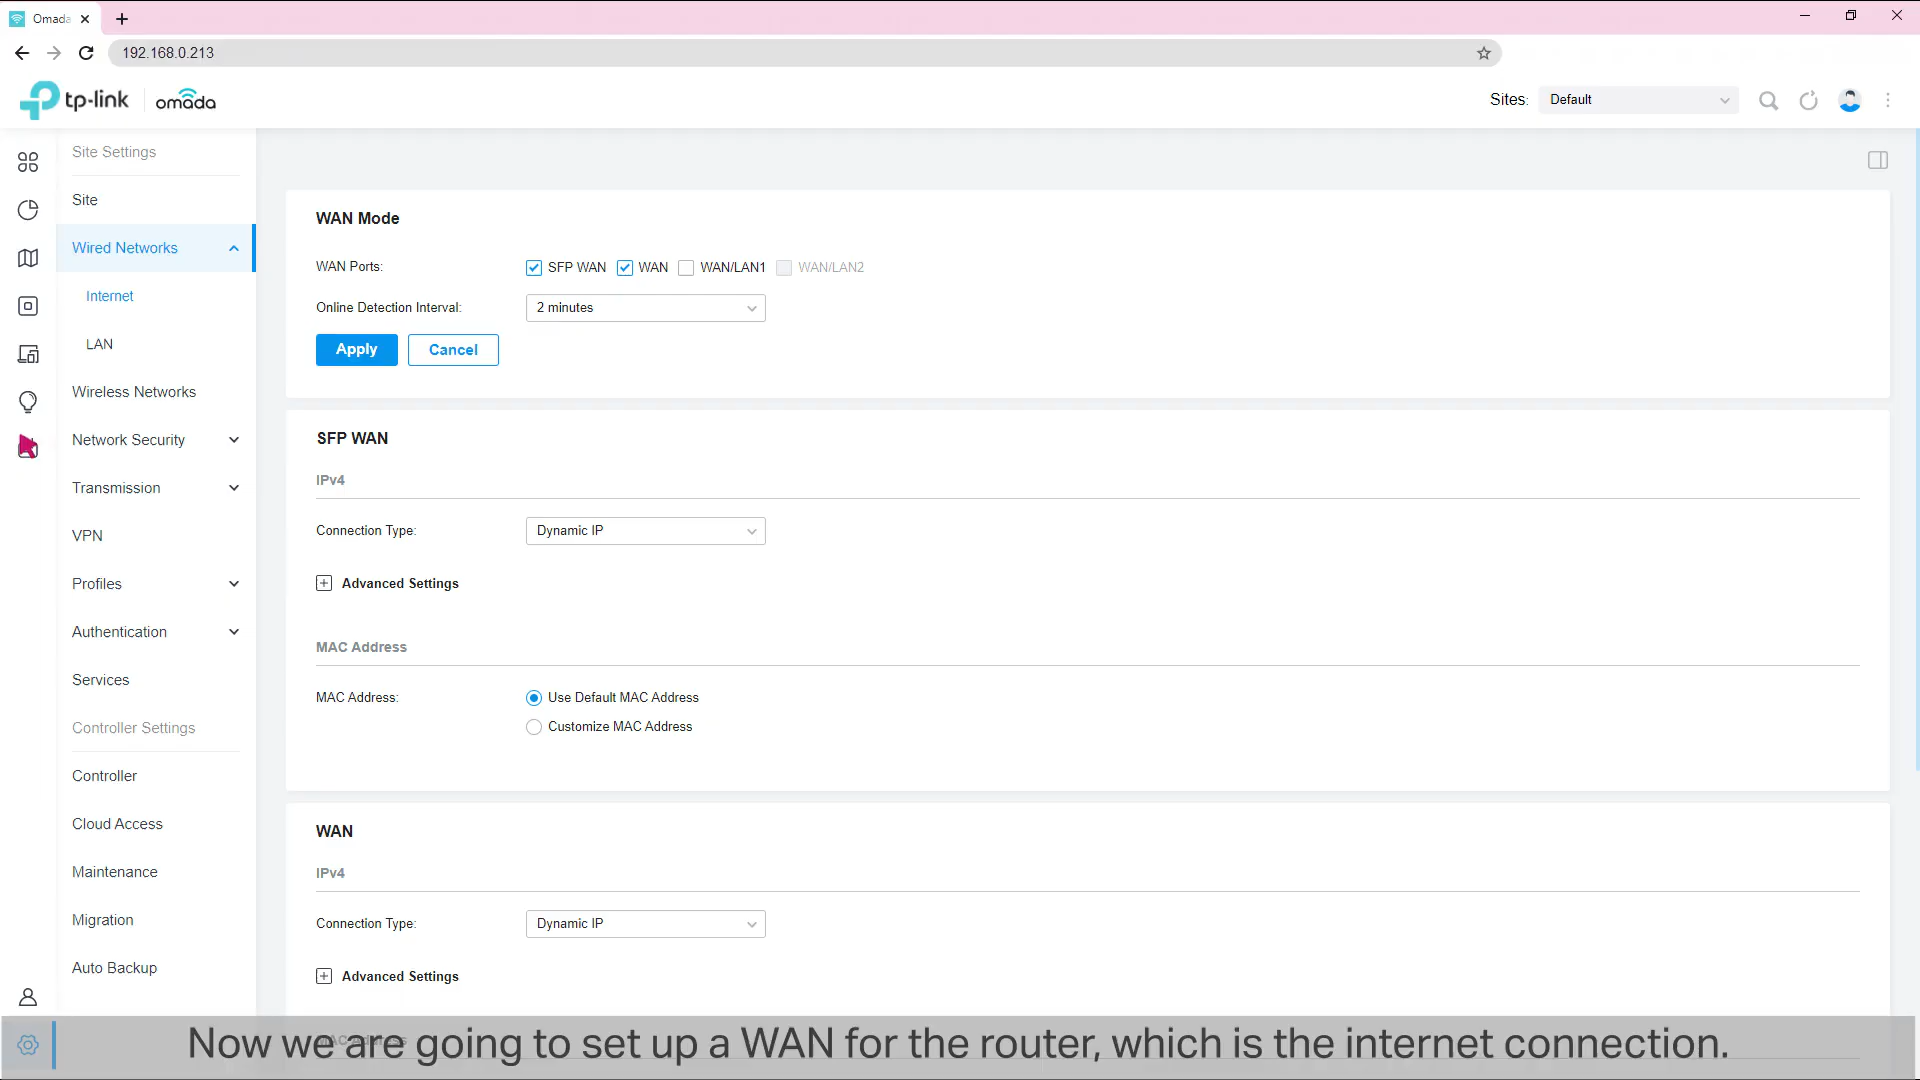 Omada
192.168.0.213
tp-link
omada
Sites:
Default
Site Settings
Site
Wired Networks
Internet
LAN
Wireless Networks
Network Security
Transmission
VPN
Profiles
Authentication
Services
Controller Settings
Controller
Cloud Access
Maintenance
Migration
Auto Backup
WAN Mode
WAN Ports: SFP WAN WAN WAN/LAN1 WAN/LAN2
Online Detection Interval: 2 minutes
Apply Cancel
SFP WAN
IPv4
Connection Type: Dynamic IP
Advanced Settings
MAC Address
MAC Address: Use Default MAC Address
Customize MAC Address
WAN
IPv4
Connection Type: Dynamic IP
Advanced Settings
MAC Address
Now we are going to set up a WAN for the router, which is the internet connection.